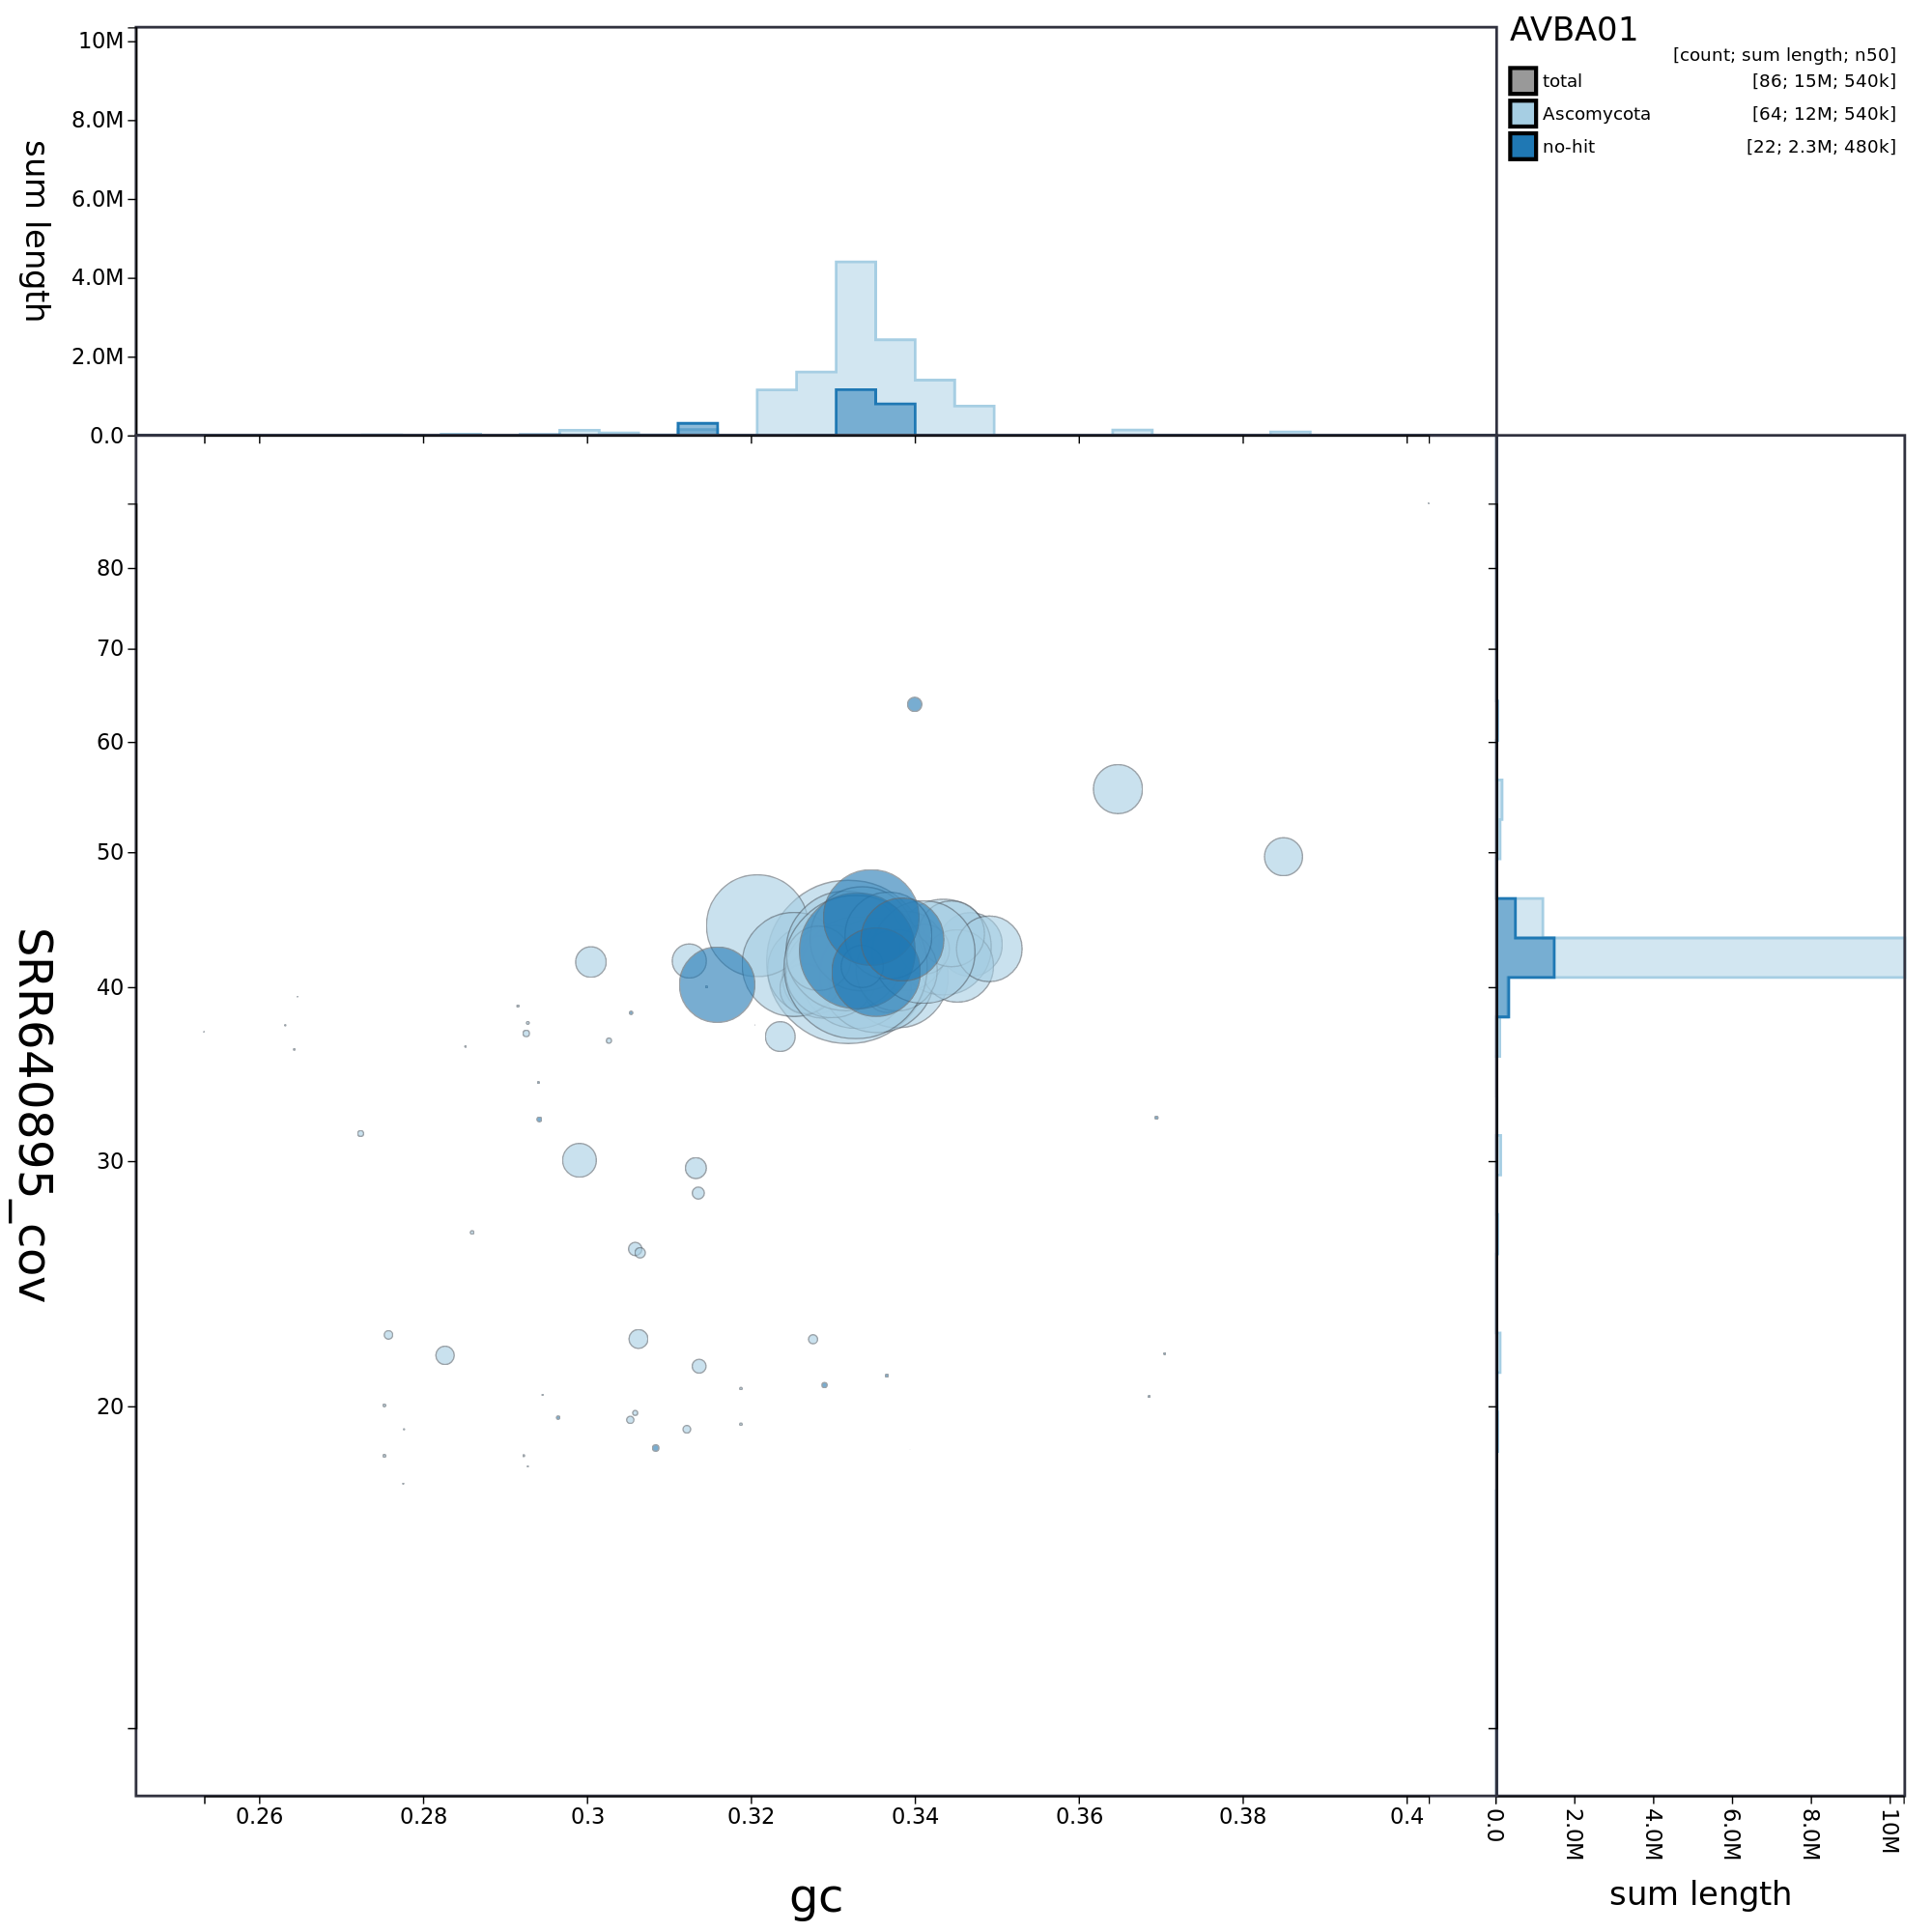 AVBA01
[count; sum length; n50]
total [86; 15M; 540k]
Ascomycota [64; 12M; 540k]
no-hit [22; 2.3M; 480k]
sum length
10M
8.0M
6.0M
4.0M
2.0M
0.0
SRR640895_cov
80
70
60
50
40
30
20
0.26 0.28 0.3 0.32 0.34 0.36 0.38 0.4
gc
0.0 2.0M 4.0M 6.0M 8.0M 10M
sum length